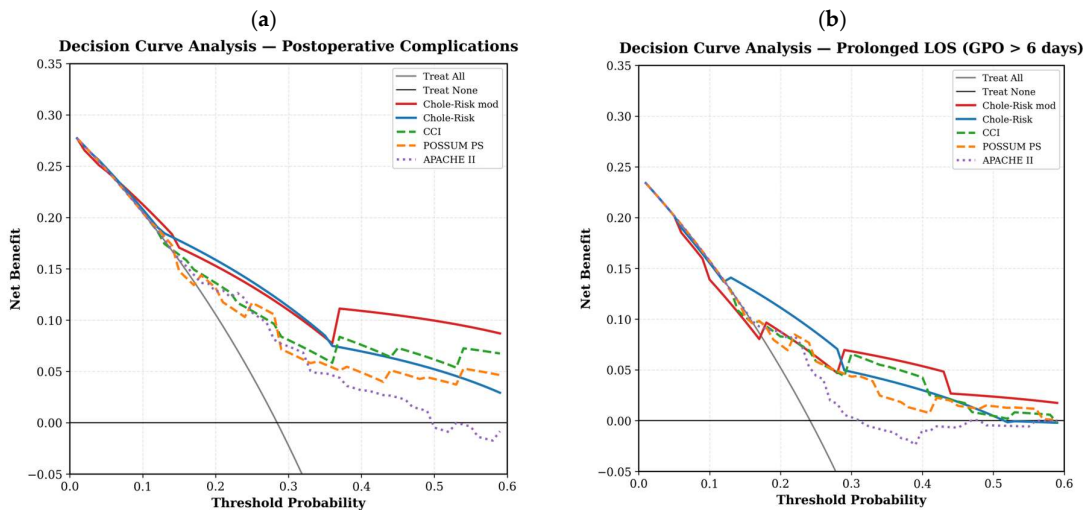 (a)
Decision Curve Analysis — Postoperative Complications
0.35
0.30
0.25
0.20
0.15
0.10
0.05
0.00
−0.05
Net Benefit
Treat All
Treat None
Chole-Risk mod
Chole-Risk
CCI
POSSUM PS
APACHE II
0.0 0.1 0.2 0.3 0.4 0.5 0.6
Threshold Probability
(b)
Decision Curve Analysis — Prolonged LOS (GPO > 6 days)
0.35
0.30
0.25
0.20
0.15
0.10
0.05
0.00
−0.05
Net Benefit
Treat All
Treat None
Chole-Risk mod
Chole-Risk
CCI
POSSUM PS
APACHE II
0.0 0.1 0.2 0.3 0.4 0.5 0.6
Threshold Probability